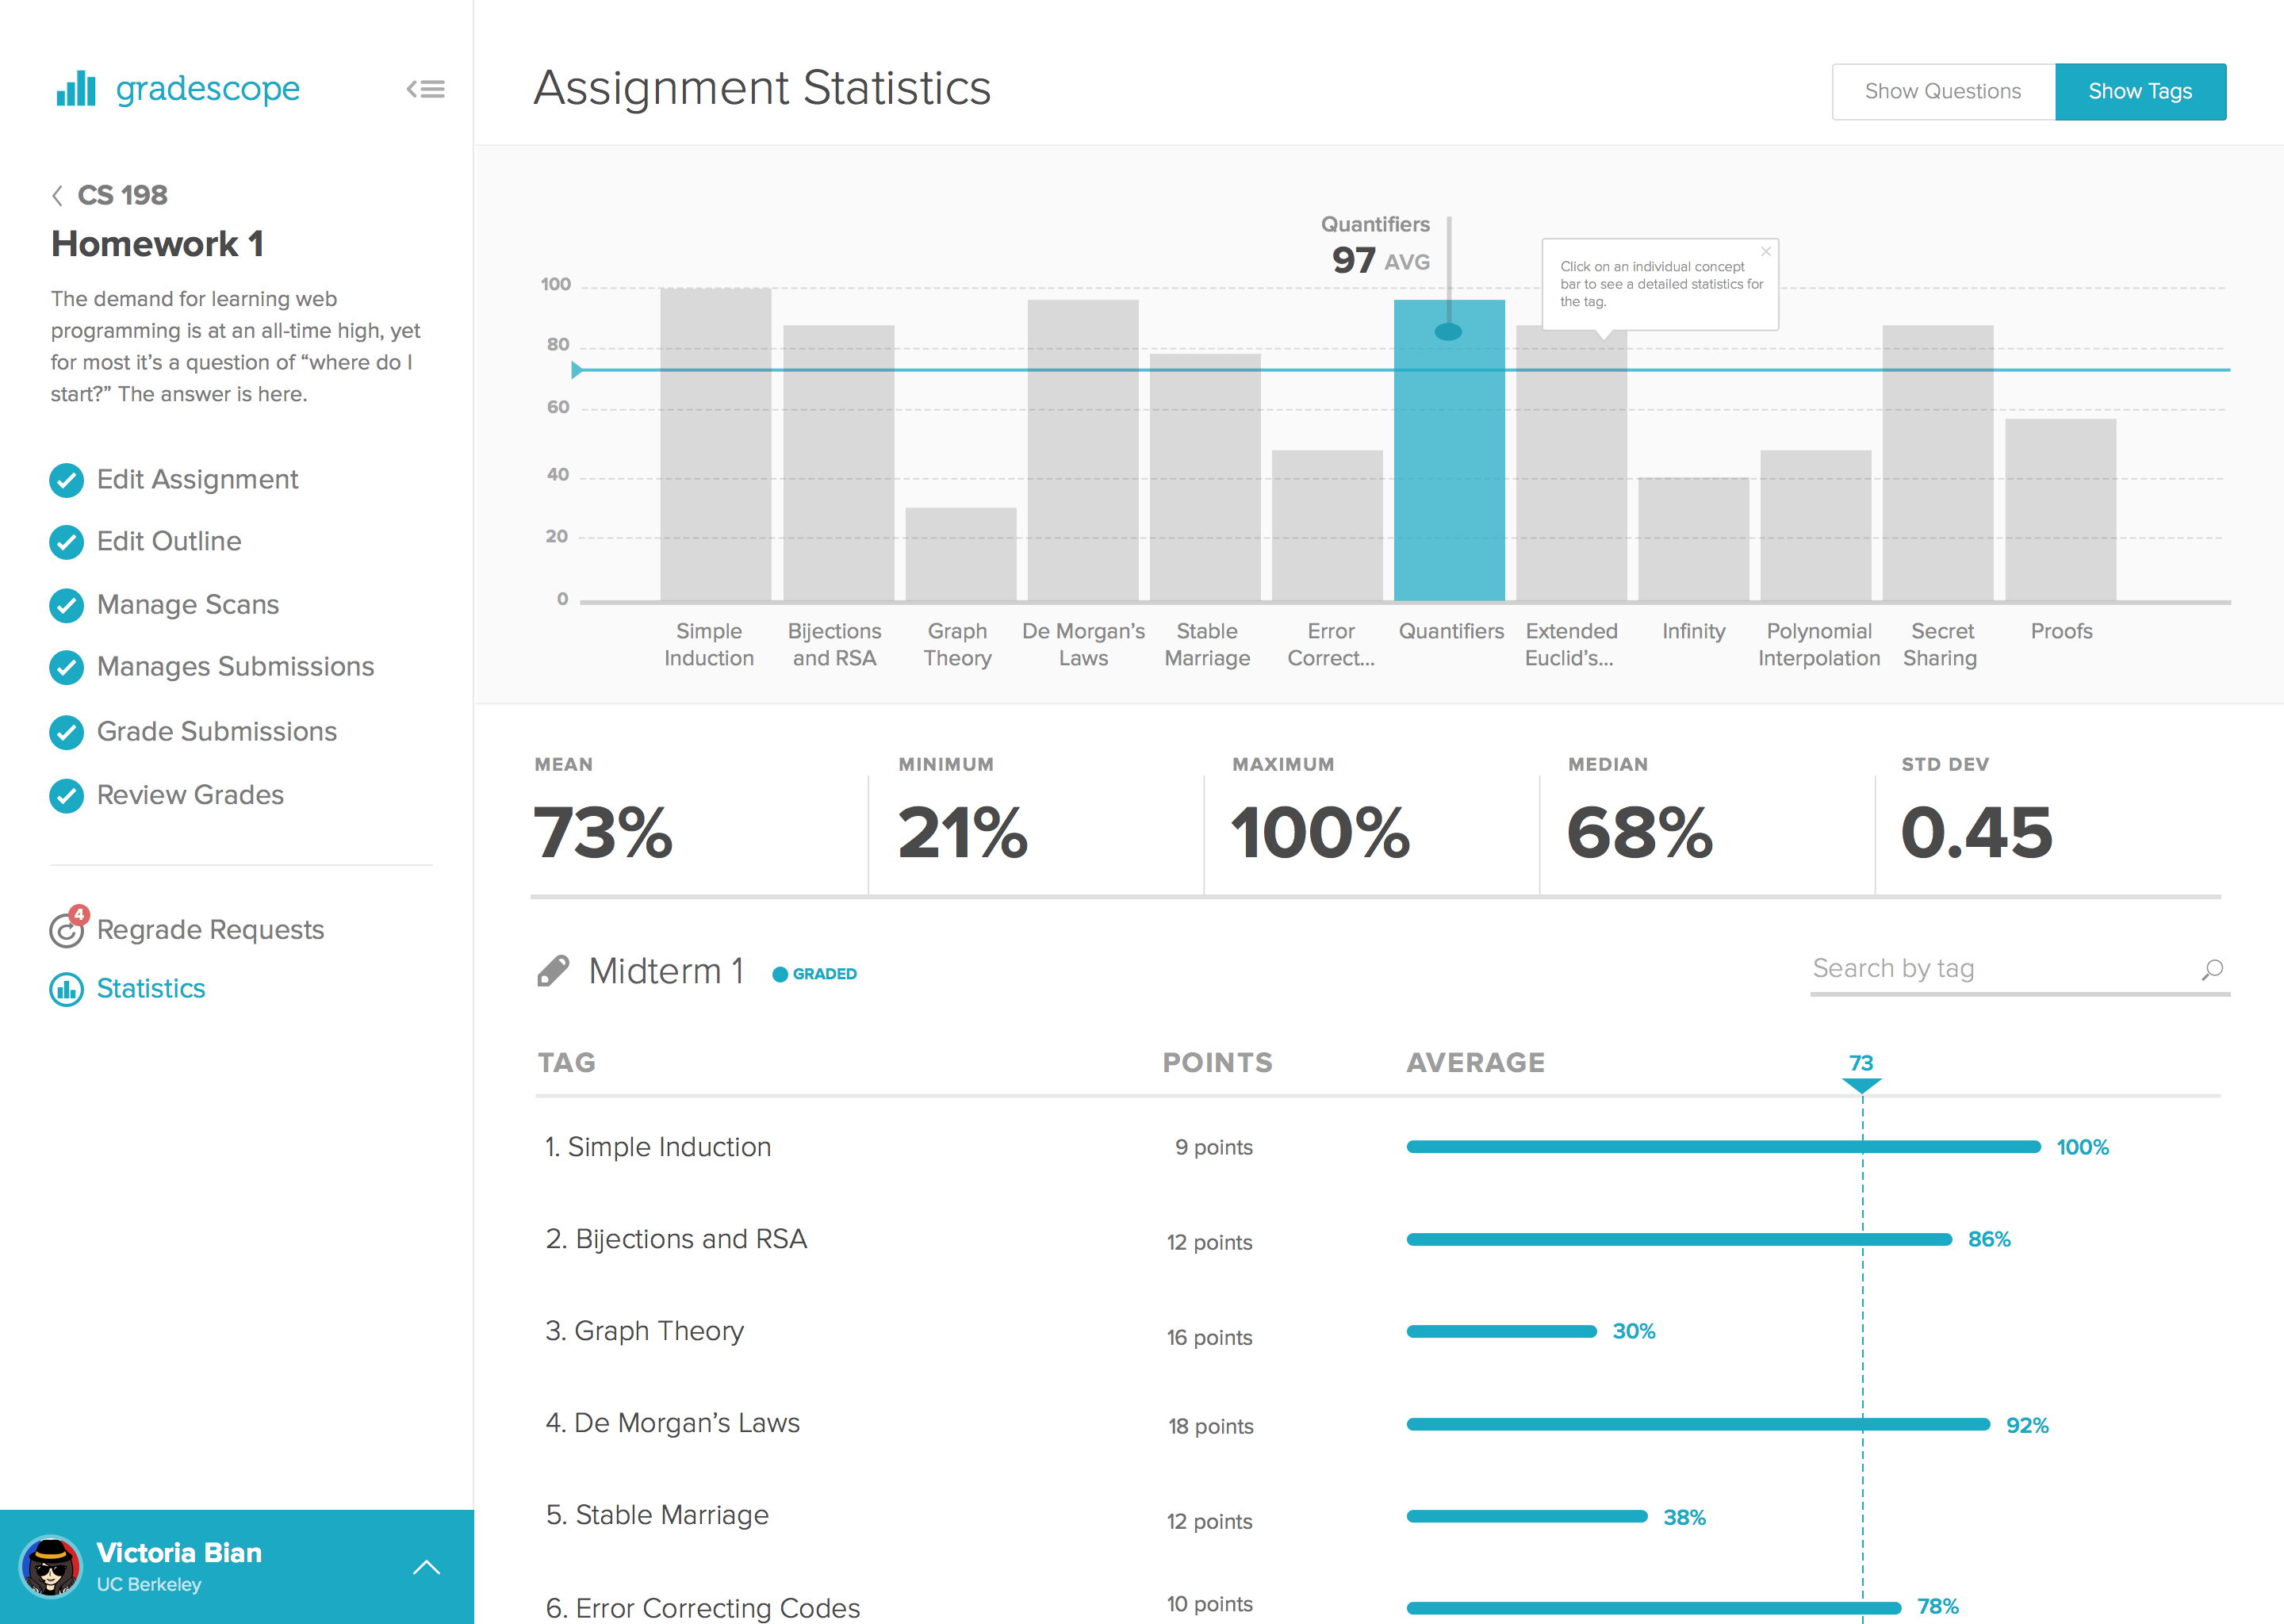 gradescope
CS 198
Homework 1
The demand for learning web
programming is at an all-time high, yet
for most it’s a question of “where do I
start?” The answer is here.
Edit Assignment
Edit Outline
Manage Scans
Manages Submissions
Grade Submissions
Review Grades
4
Regrade Requests
Statistics
Victoria Bian
UC Berkeley
Assignment Statistics
Show Questions
Show Tags
Quantifiers
97 AVG
Click on an individual concept
bar to see a detailed statistics for
the tag.
100
80
60
40
20
0
Simple
Induction
Bijections
and RSA
Graph
Theory
De Morgan’s
Laws
Stable
Marriage
Error
Correct...
Quantifiers
Extended
Euclid’s...
Infinity
Polynomial
Interpolation
Secret
Sharing
Proofs
MEAN
73%
MINIMUM
21%
MAXIMUM
100%
MEDIAN
68%
STD DEV
0.45
Midterm 1
GRADED
Search by tag
TAG POINTS AVERAGE 73
1. Simple Induction 9 points 100%
2. Bijections and RSA 12 points 86%
3. Graph Theory 16 points 30%
4. De Morgan’s Laws 18 points 92%
5. Stable Marriage 12 points 38%
6. Error Correcting Codes 10 points 78%